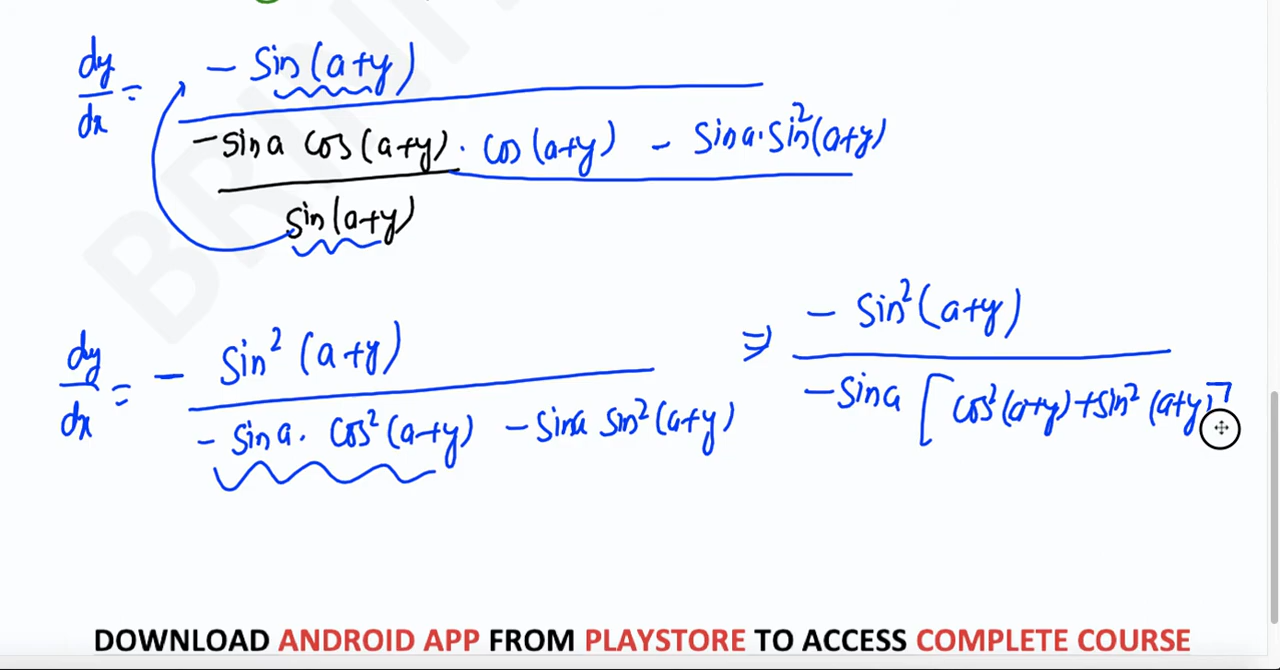 dy/dx = - Sin(a+y)
-Sin a Cos(a+y) · Cos(a+y) - Sin a · Sin²(a+y)
Sin(a+y)
dy/dx = - Sin²(a+y)
-Sin a · Cos²(a+y) - Sin a Sin²(a+y)
⇒ - Sin²(a+y)
-Sin a [Cos²(a+y) + Sin²(a+y)]
DOWNLOAD ANDROID APP FROM PLAYSTORE TO ACCESS COMPLETE COURSE